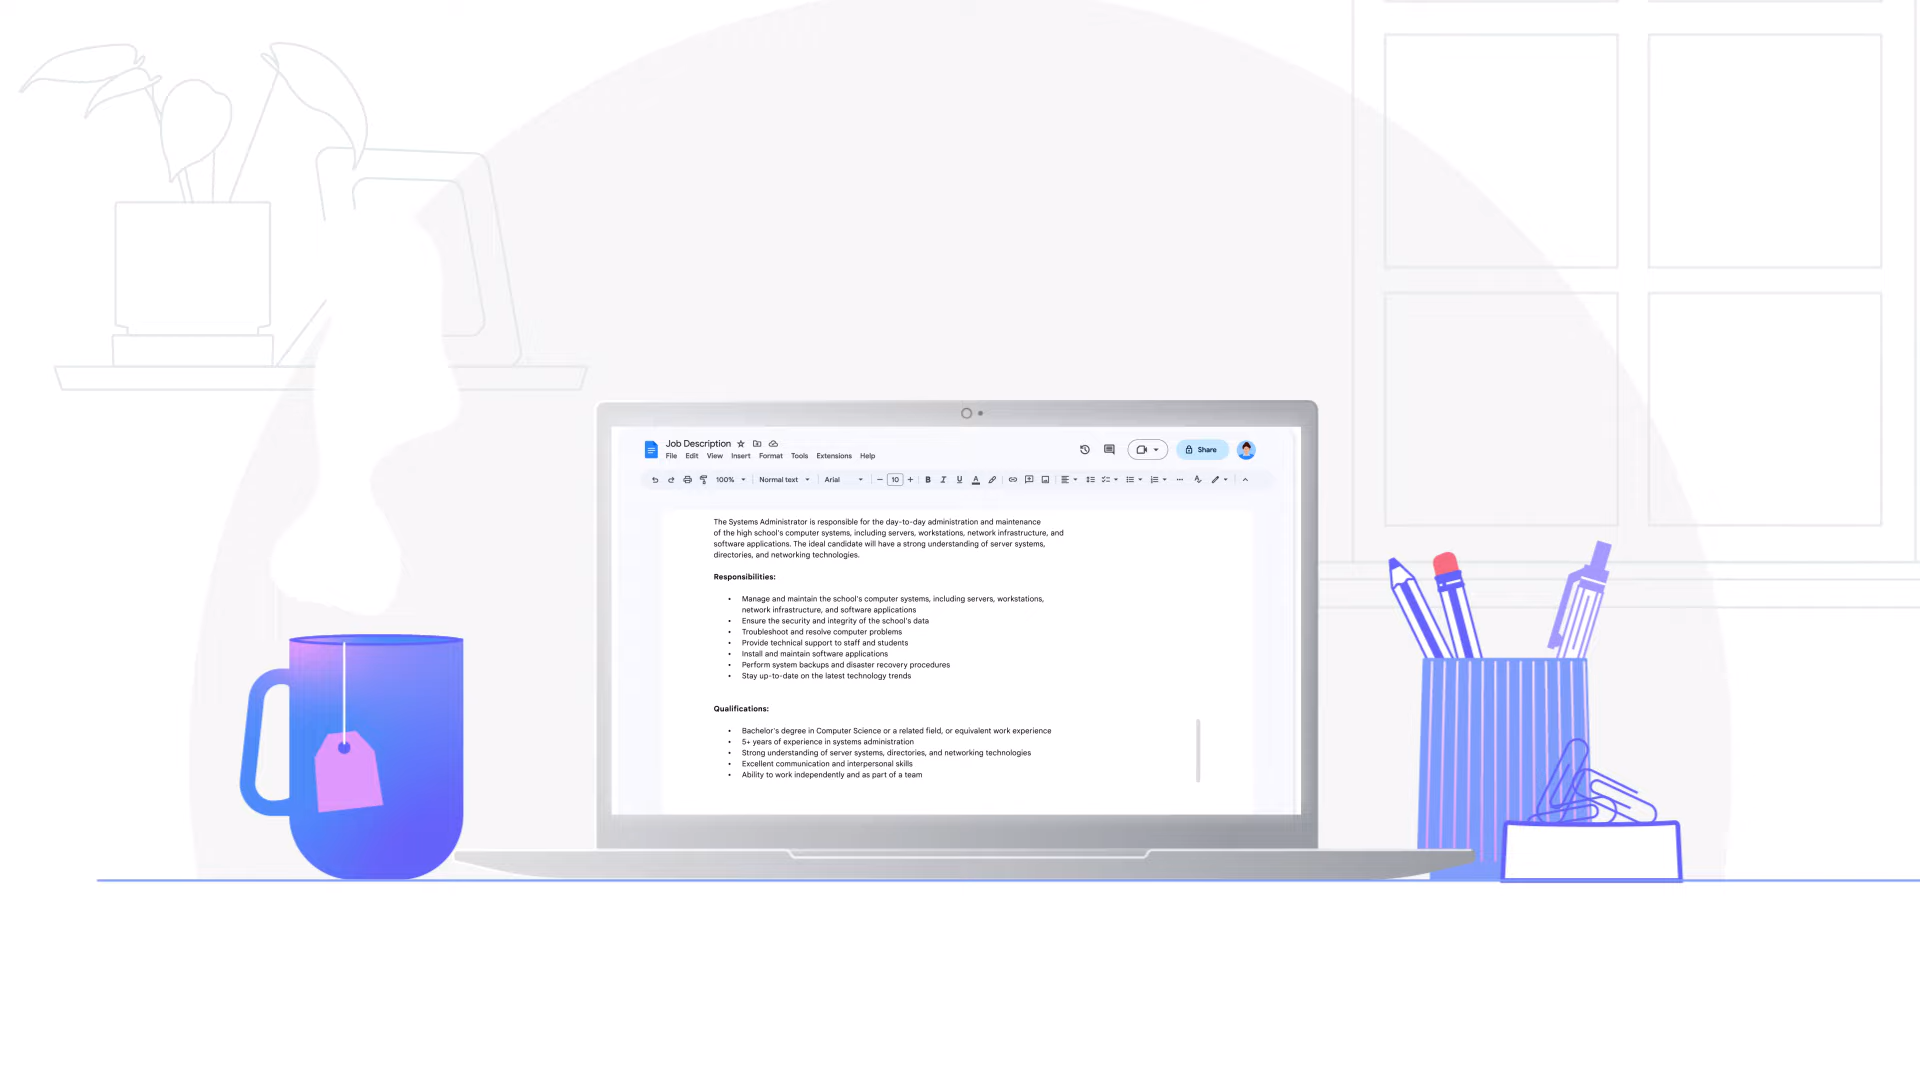 Job Description
File Edit View Insert Format Tools Extensions Help
Share
100% Normal text Arial 10 B I U A
The Systems Administrator is responsible for the day-to-day administration and maintenance
of the high school's computer systems, including servers, workstations, network infrastructure, and
software applications. The ideal candidate will have a strong understanding of server systems,
directories, and networking technologies.
Responsibilities:
• Manage and maintain the school's computer systems, including servers, workstations,
network infrastructure, and software applications
• Ensure the security and integrity of the school's data
• Troubleshoot and resolve computer problems
• Provide technical support to staff and students
• Install and maintain software applications
• Perform system backups and disaster recovery procedures
• Stay up-to-date on the latest technology trends
Qualifications:
• Bachelor's degree in Computer Science or a related field, or equivalent work experience
• 5+ years of experience in systems administration
• Strong understanding of server systems, directories, and networking technologies
• Excellent communication and interpersonal skills
• Ability to work independently and as part of a team